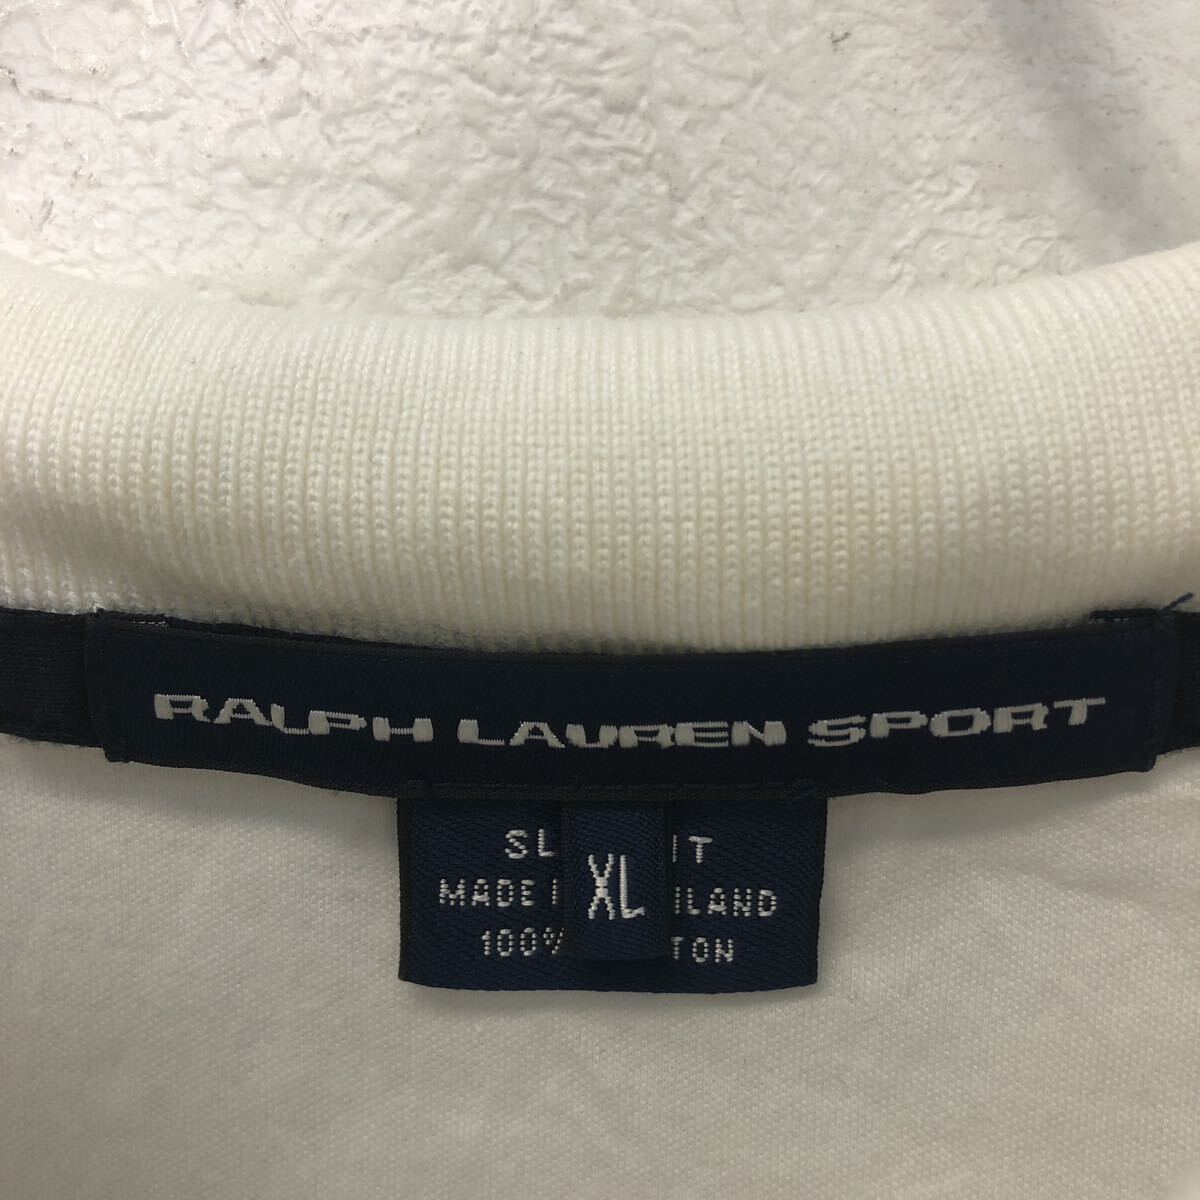 RALPH LAUREN SPORT
XL
SL IT
MADE I ILAND
100% TON